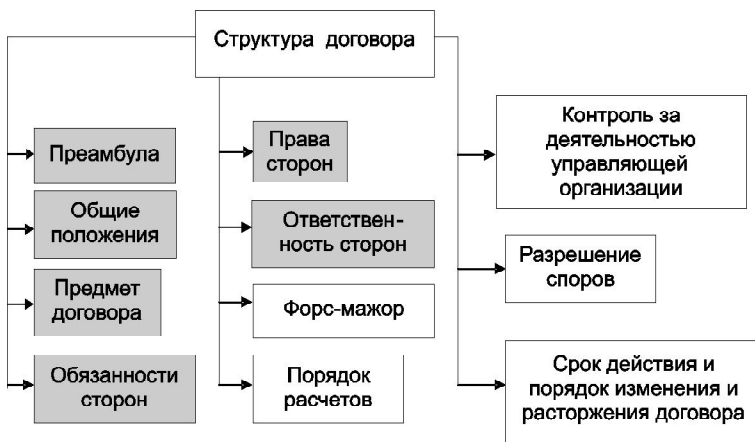 Структура договора
Преамбула
Общие
положения
Предмет
договора
Обязанности
сторон
Права
сторон
Ответствен-
ность сторон
Форс-мажор
Порядок
расчетов
Контроль за
деятельностью
управляющей
организации
Разрешение
споров
Срок действия и
порядок изменения и
расторжения договора